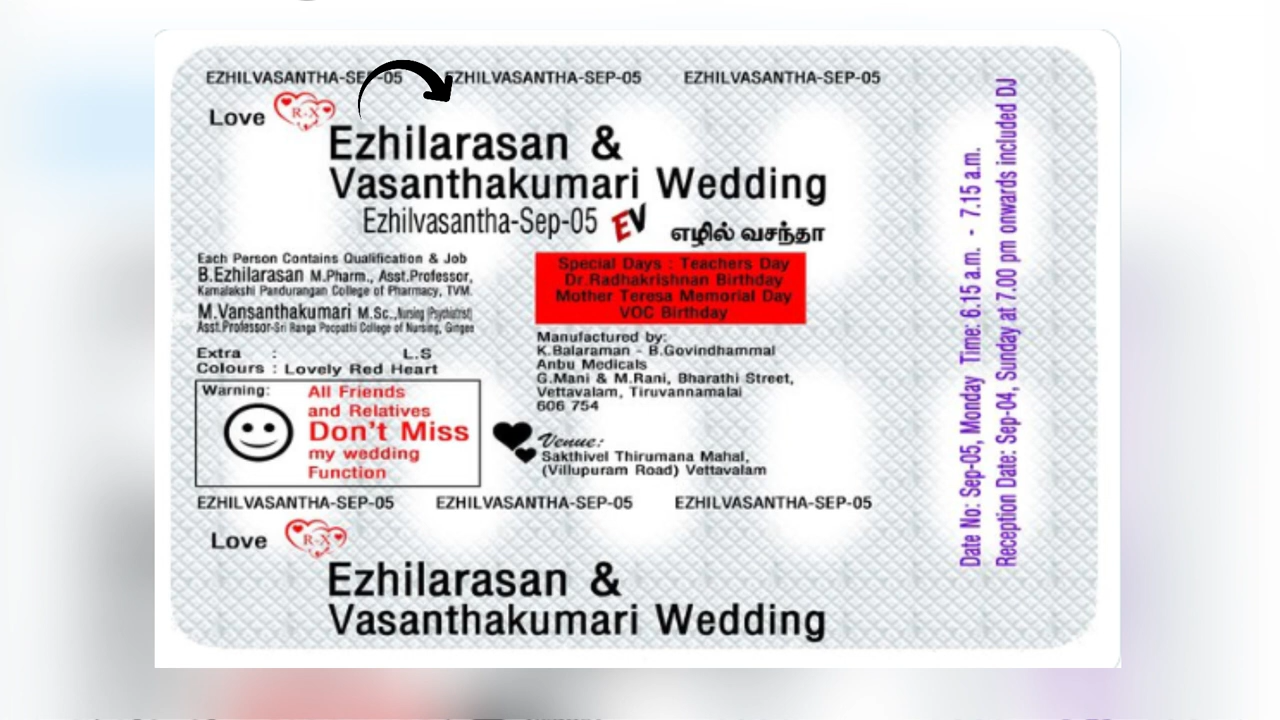 EZHILVASANTHA-SEP-05 EZHILVASANTHA-SEP-05 EZHILVASANTHA-SEP-05
Love R-X
Ezhilarasan &
Vasanthakumari Wedding
Ezhilvasantha-Sep-05 EV எழில் வசந்தா
Each Person Contains Qualification & Job
B.Ezhilarasan M.Pharm., Asst.Professor,
Kamalakshi Pandurangan College of Pharmacy, TVM.
M.Vansanthakumari M.Sc.,Nursing (Psychiatrist)
Asst.Professor-Sri Ranga Poopathi College of Nursing, Gingee
Extra : L.S
Colours : Lovely Red Heart
Warning:
All Friends
and Relatives
Don't Miss
my wedding
Function
Special Days : Teachers Day
Dr.Radhakrishnan Birthday
Mother Teresa Memorial Day
VOC Birthday
Manufactured by:
K.Balaraman - B.Govindhammal
Anbu Medicals
G.Mani & M.Rani, Bharathi Street,
Vettavalam, Tiruvannamalai
606 754
Venue:
Sakthivel Thirumana Mahal,
(Villupuram Road) Vettavalam
EZHILVASANTHA-SEP-05 EZHILVASANTHA-SEP-05 EZHILVASANTHA-SEP-05
Love R-X
Ezhilarasan &
Vasanthakumari Wedding
Date No: Sep-05, Monday Time: 6.15 a.m. - 7.15 a.m.
Reception Date: Sep-04, Sunday at 7.00 pm onwards included DJ